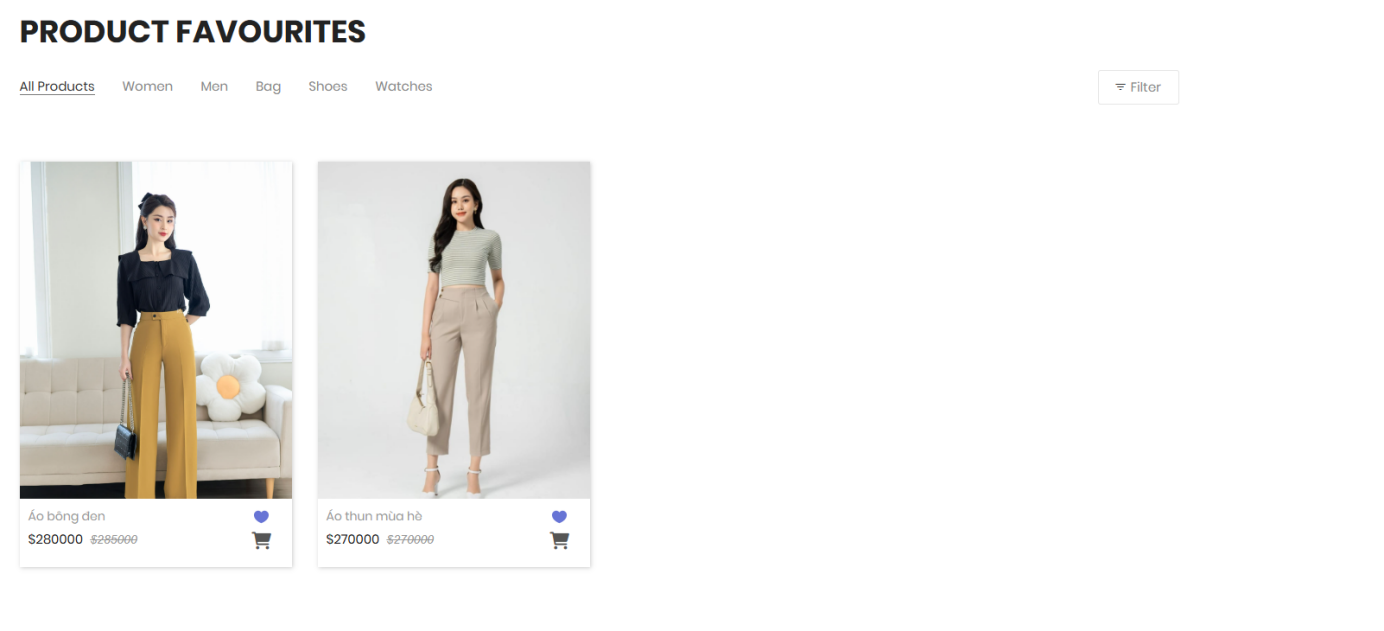 PRODUCT FAVOURITES
All Products Women Men Bag Shoes Watches Filter
Áo bông đen
$280000 $285000
Áo thun mùa hè
$270000 $270000